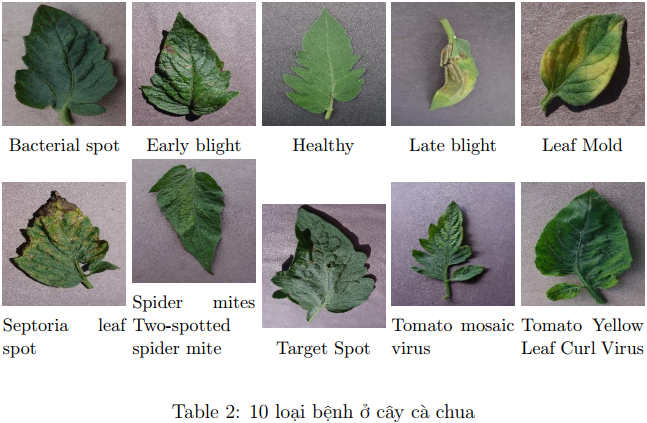 Bacterial spot
Early blight
Healthy
Late blight
Leaf Mold
Septoria leaf
spot
Spider mites
Two-spotted
spider mite
Target Spot
Tomato mosaic
virus
Tomato Yellow
Leaf Curl Virus
Table 2: 10 loại bệnh ở cây cà chua